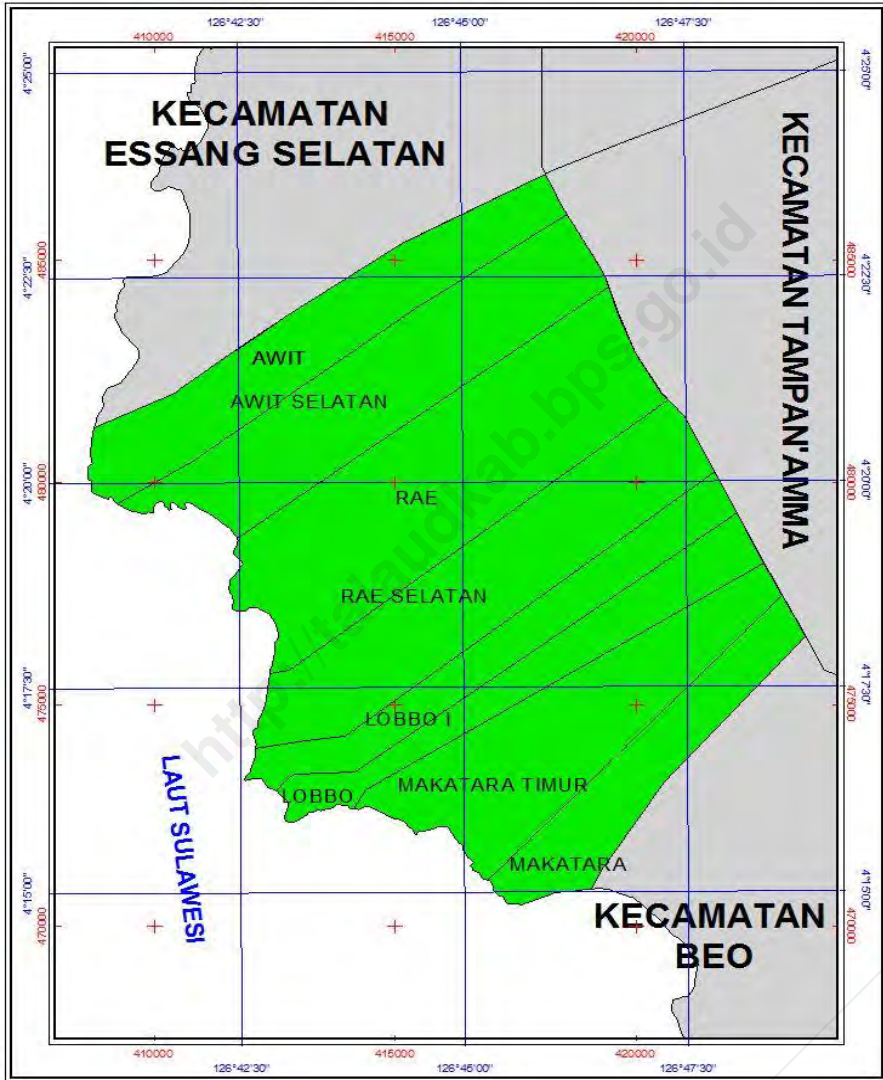 126°42'30"
126°45'00"
126°47'30"
410000
415000
420000
4°25'00"
4°25'00"
KECAMATAN
ESSANG SELATAN
KECAMATAN TAMPAN'AMMA
485000
485000
4°22'30"
4°22'30"
AWIT
AWIT SELATAN
4°20'00"
4°20'00"
480000
480000
RAE
RAE SELATAN
4°17'30"
4°17'30"
475000
475000
LOBBO I
LOBBO
MAKATARA TIMUR
MAKATARA
LAUT SULAWESI
4°15'00"
4°15'00"
470000
470000
KECAMATAN
BEO
410000
415000
420000
126°42'30"
126°45'00"
126°47'30"
http://talaudkab.bps.go.id